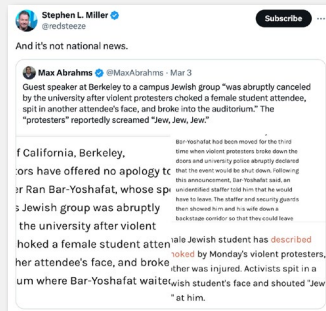 Stephen L. Miller
@redsteeze
Subscribe
And it's not national news.
Max Abrahms @MaxAbrahms · Mar 3
Guest speaker at Berkeley to a campus Jewish group "was abruptly canceled
by the university after violent protesters choked a female student attendee,
spit in another attendee's face, and broke into the auditorium." The
"protesters" reportedly screamed "Jew, Jew, Jew."
f California, Berkeley,
tors have offered no apology to
er Ran Bar-Yoshafat, whose spe
s Jewish group was abruptly
the university after violent
hoked a female student atten
her attendee's face, and broke
um where Bar-Yoshafat waited
Bar-Yoshafat had been moved for the third
time when violent protesters broke down the
doors and university police abruptly declared
that the event would be shut down. Following
this announcement, Bar-Yoshafat said, an
unidentified staffer told him that he would
have to leave. The staffer and security guards
then showed him and his wife down a
backstage corridor so that they could leave
ale Jewish student has described
oked by Monday's violent protesters,
other was injured. Activists spit in a
wish student's face and shouted "Jew
" at him.